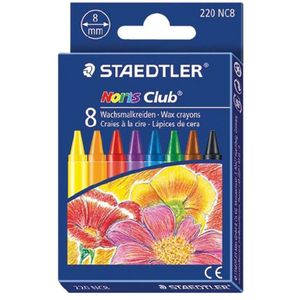 8
mm
220 NC8
STAEDTLER
Noris Club®
8 Wachsmalkreiden · Wax crayons
Craies à la cire · Lápices de cera
CE